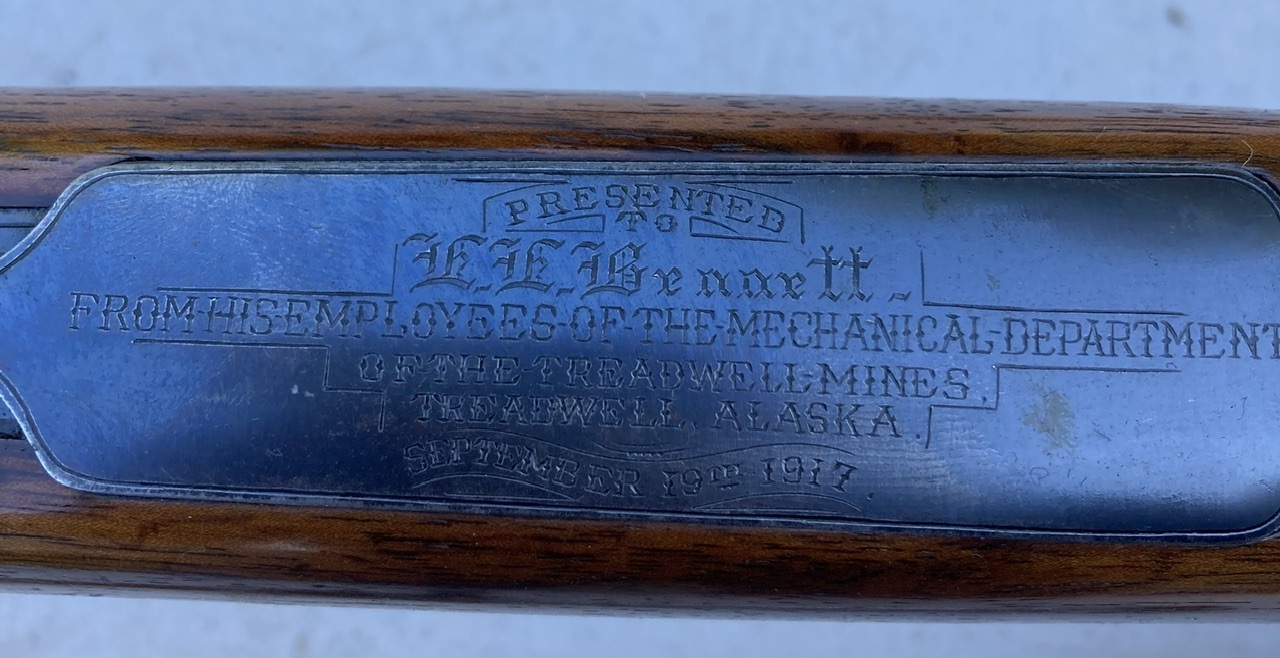 PRESENTED
TO
L.E. Bennett.
FROM·HIS·EMPLOYEES·OF·THE·MECHANICAL·DEPARTMENT
OF·THE·TREADWELL·MINES.
TREADWELL, ALASKA.
SEPTEMBER 19TH 1917.